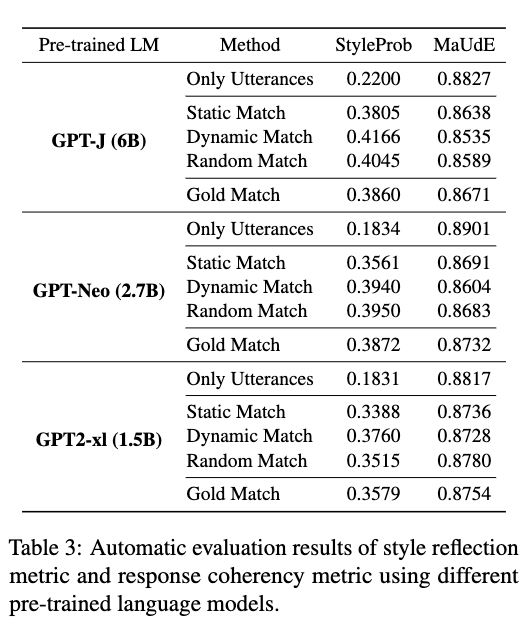 Pre-trained LM Method StyleProb MaUdE
Only Utterances 0.2200 0.8827
Static Match 0.3805 0.8638
GPT-J (6B) Dynamic Match 0.4166 0.8535
Random Match 0.4045 0.8589
Gold Match 0.3860 0.8671
Only Utterances 0.1834 0.8901
Static Match 0.3561 0.8691
GPT-Neo (2.7B) Dynamic Match 0.3940 0.8604
Random Match 0.3950 0.8683
Gold Match 0.3872 0.8732
Only Utterances 0.1831 0.8817
Static Match 0.3388 0.8736
GPT2-xl (1.5B) Dynamic Match 0.3760 0.8728
Random Match 0.3515 0.8780
Gold Match 0.3579 0.8754
Table 3: Automatic evaluation results of style reflection
metric and response coherency metric using different
pre-trained language models.